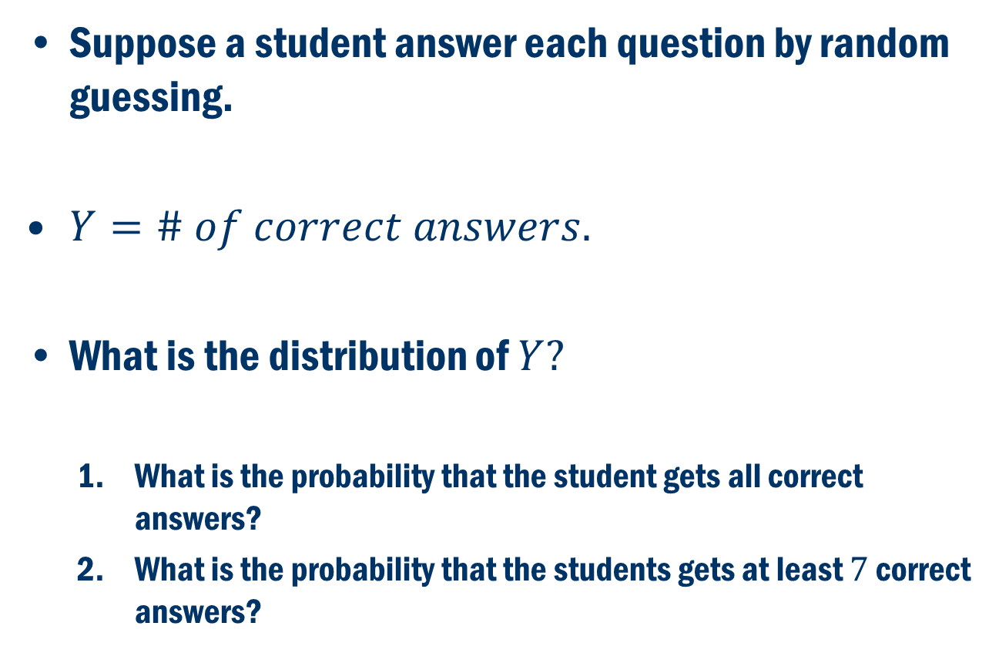 • Suppose a student answer each question by random
guessing.
• Y = # of correct answers.
• What is the distribution of Y?
1. What is the probability that the student gets all correct
answers?
2. What is the probability that the students gets at least 7 correct
answers?